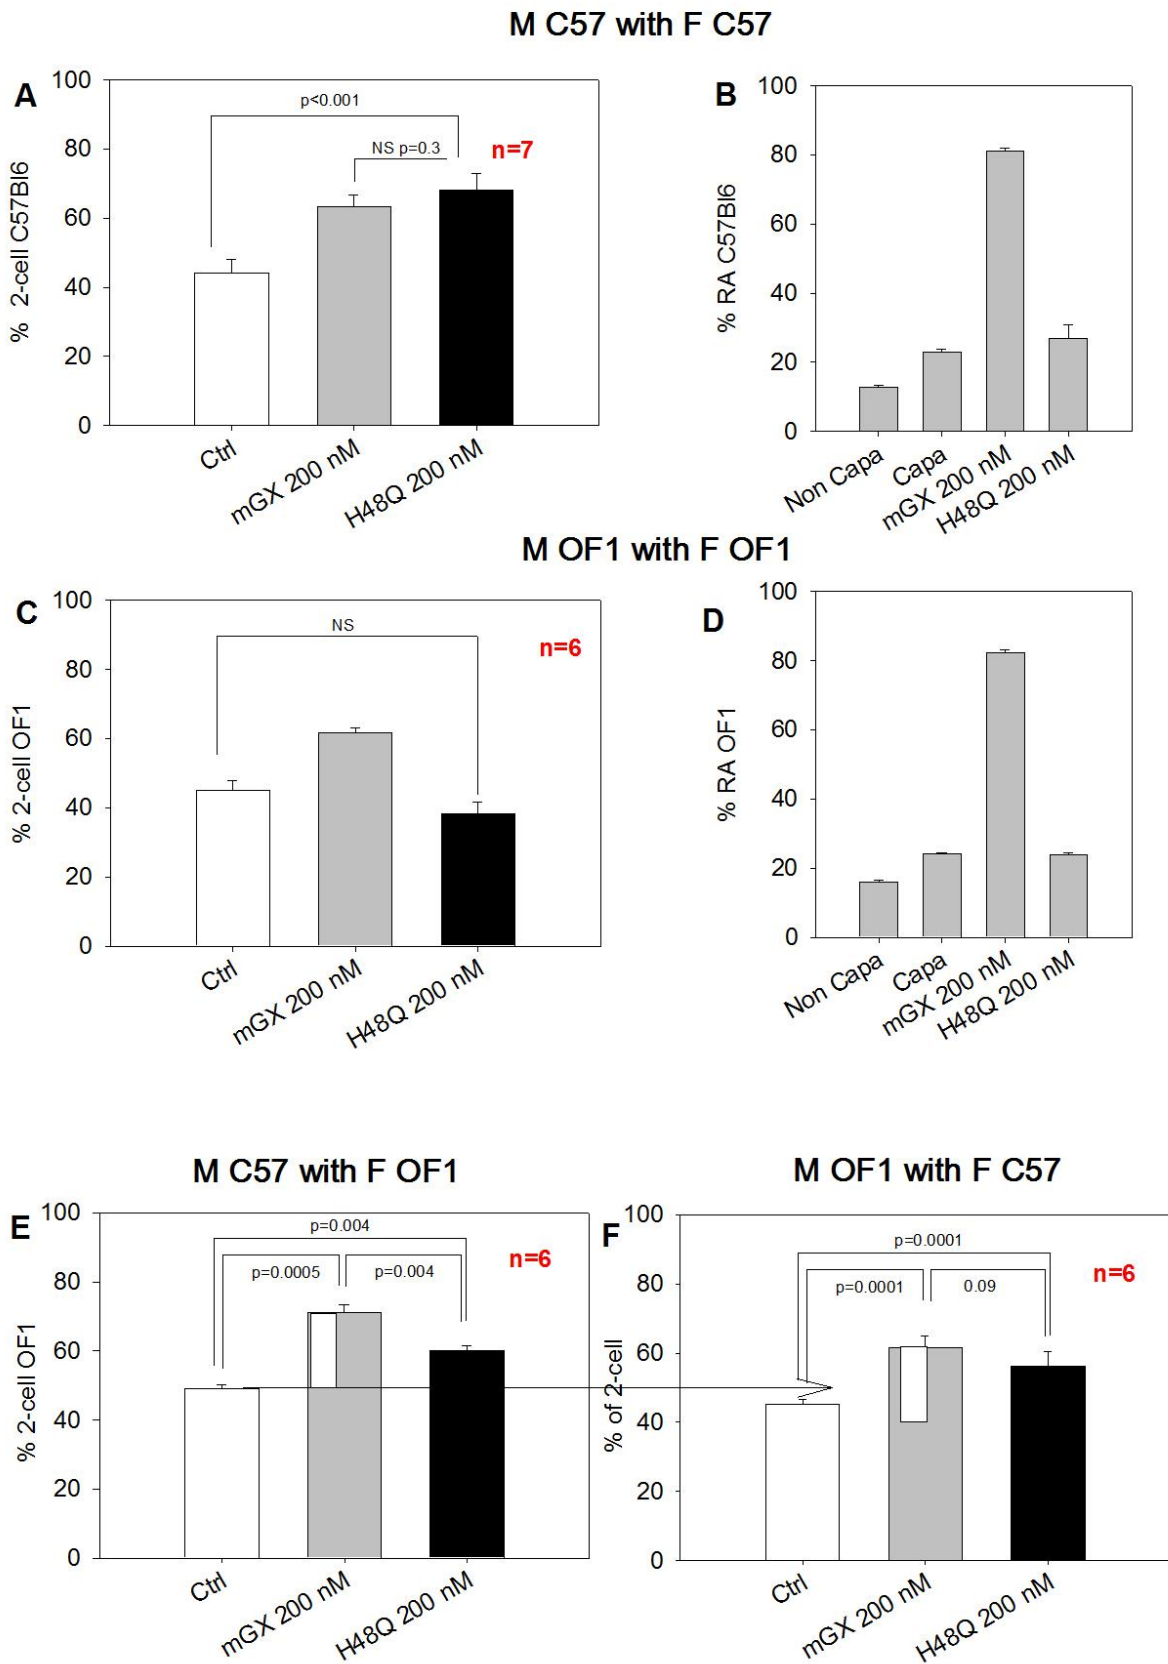 M C57 with F C57
A
% 2-cell C57Bl6
100
80
60
40
20
0
p<0.001
NS p=0.3
n=7
Ctrl
mGX 200 nM
H48Q 200 nM
B
% RA C57Bl6
100
80
60
40
20
0
Non Capa
Capa
mGX 200 nM
H48Q 200 nM
M OF1 with F OF1
C
% 2-cell OF1
100
80
60
40
20
0
NS
n=6
Ctrl
mGX 200 nM
H48Q 200 nM
D
% RA OF1
100
80
60
40
20
0
Non Capa
Capa
mGX 200 nM
H48Q 200 nM
M C57 with F OF1
E
% 2-cell OF1
100
80
60
40
20
0
p=0.004
p=0.0005
p=0.004
n=6
Ctrl
mGX 200 nM
H48Q 200 nM
M OF1 with F C57
F
% of 2-cell
100
80
60
40
20
0
p=0.0001
p=0.0001
0.09
n=6
Ctrl
mGX 200 nM
H48Q 200 nM